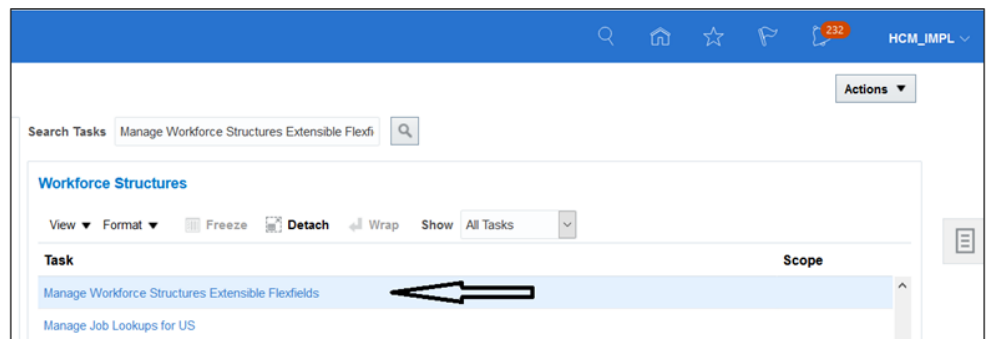 232
HCM_IMPL
Actions
Search Tasks Manage Workforce Structures Extensible Flexfi
Workforce Structures
View Format Freeze Detach Wrap Show All Tasks
Task Scope
Manage Workforce Structures Extensible Flexfields
Manage Job Lookups for US